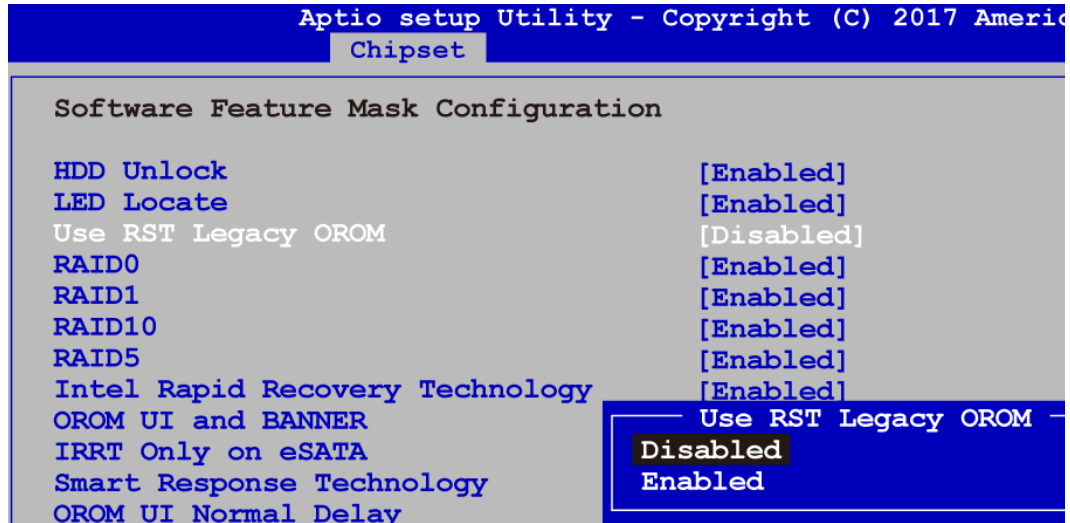 Aptio setup Utility - Copyright (C) 2017 Americ
Chipset
Software Feature Mask Configuration
HDD Unlock [Enabled]
LED Locate [Enabled]
Use RST Legacy OROM [Disabled]
RAID0 [Enabled]
RAID1 [Enabled]
RAID10 [Enabled]
RAID5 [Enabled]
Intel Rapid Recovery Technology [Enabled]
OROM UI and BANNER
Use RST Legacy OROM
IRRT Only on eSATA
Disabled
Smart Response Technology
Enabled
OROM UI Normal Delay